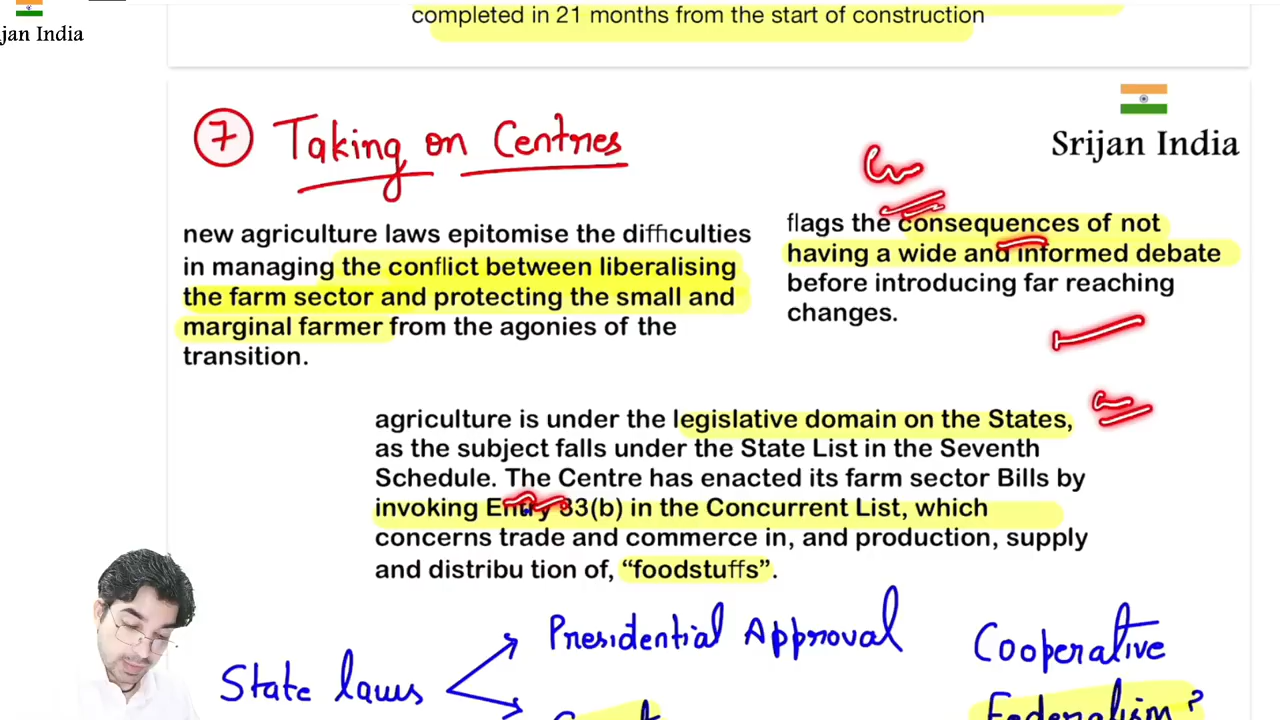 completed in 21 months from the start of construction
jan India
Srijan India
7 Taking on Centres
new agriculture laws epitomise the difficulties
in managing the conflict between liberalising
the farm sector and protecting the small and
marginal farmer from the agonies of the
transition.
flags the consequences of not
having a wide and informed debate
before introducing far reaching
changes.
agriculture is under the legislative domain on the States,
as the subject falls under the State List in the Seventh
Schedule. The Centre has enacted its farm sector Bills by
invoking Entry 33(b) in the Concurrent List, which
concerns trade and commerce in, and production, supply
and distribu tion of, “foodstuffs”.
Presidential Approval
State laws
Cooperative
Federalism?